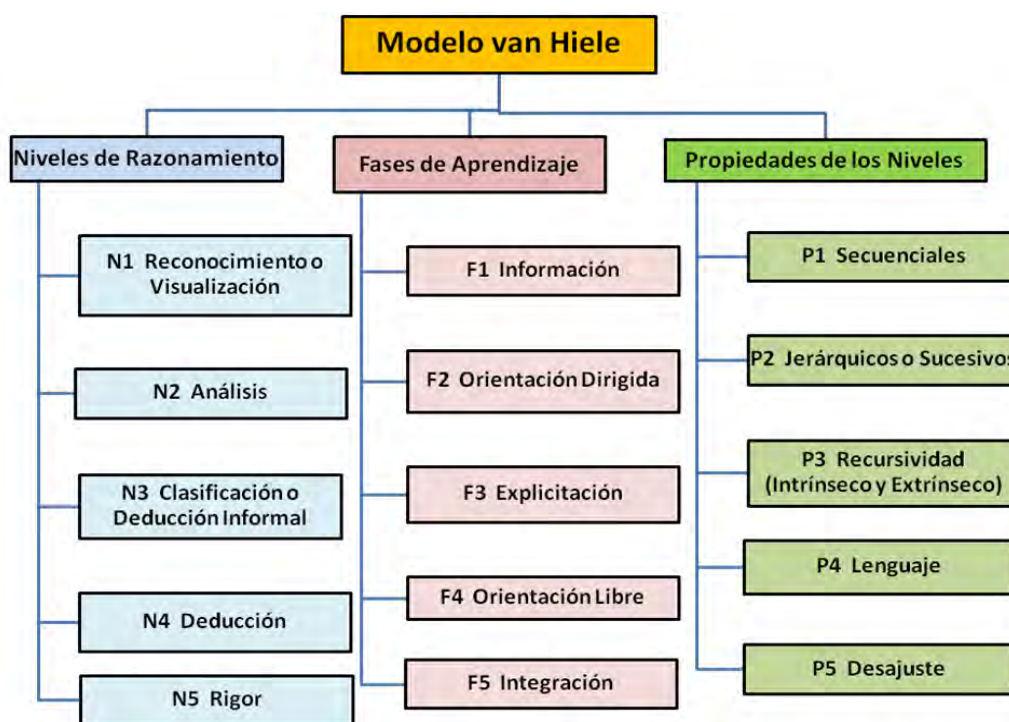 Modelo van Hiele
Niveles de Razonamiento
N1 Reconocimiento o
Visualización
N2 Análisis
N3 Clasificación o
Deducción Informal
N4 Deducción
N5 Rigor
Fases de Aprendizaje
F1 Información
F2 Orientación Dirigida
F3 Explicitación
F4 Orientación Libre
F5 Integración
Propiedades de los Niveles
P1 Secuenciales
P2 Jerárquicos o Sucesivos
P3 Recursividad
(Intrínseco y Extrínseco)
P4 Lenguaje
P5 Desajuste